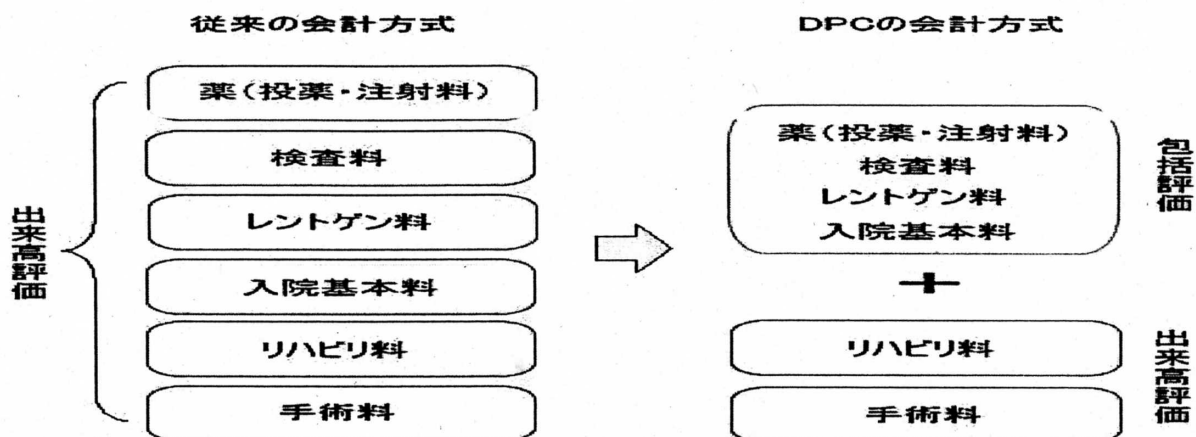 従来の会計方式
出来高評価
薬(投薬・注射料)
検査料
レントゲン料
入院基本料
リハビリ料
手術料
DPCの会計方式
薬(投薬・注射料)
検査料
レントゲン料
入院基本料
包括評価
+
リハビリ料
手術料
出来高評価